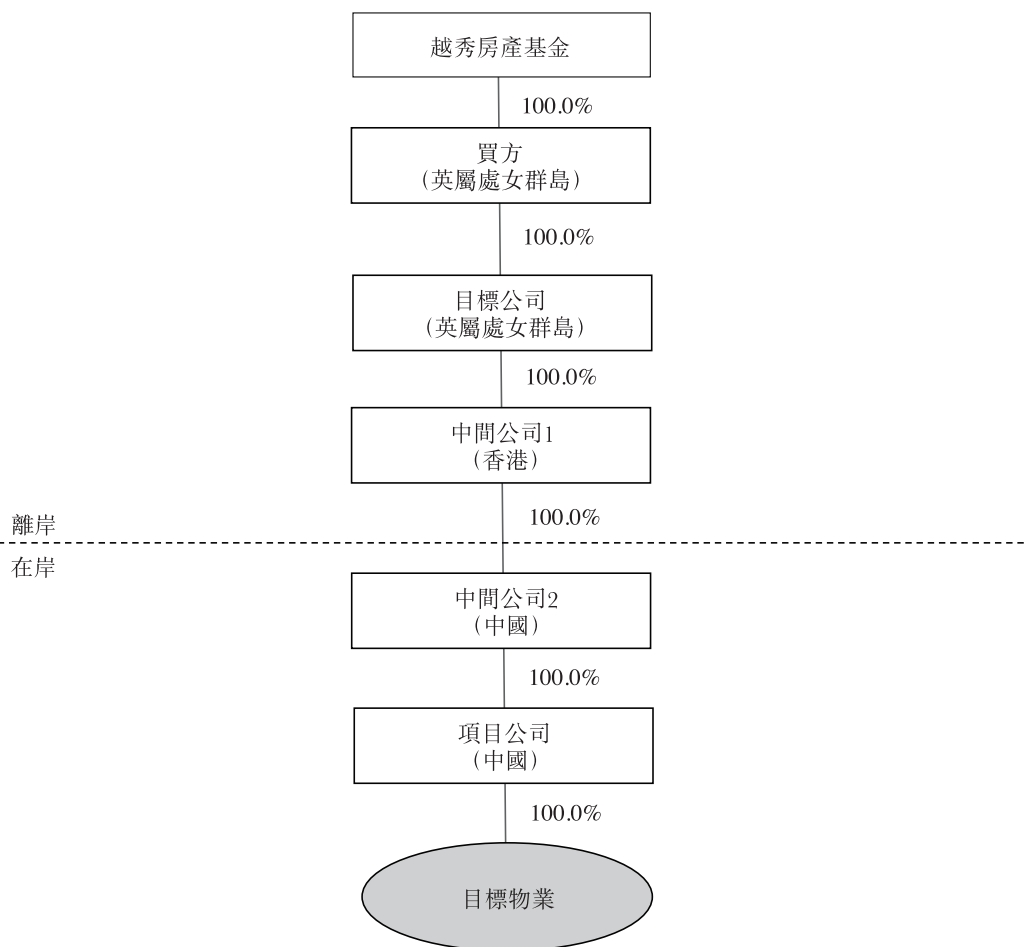 越秀房產基金
100.0%
買方
（英屬處女群島）
100.0%
目標公司
（英屬處女群島）
100.0%
中間公司1
（香港）
100.0%
離岸
在岸
中間公司2
（中國）
100.0%
項目公司
（中國）
100.0%
目標物業